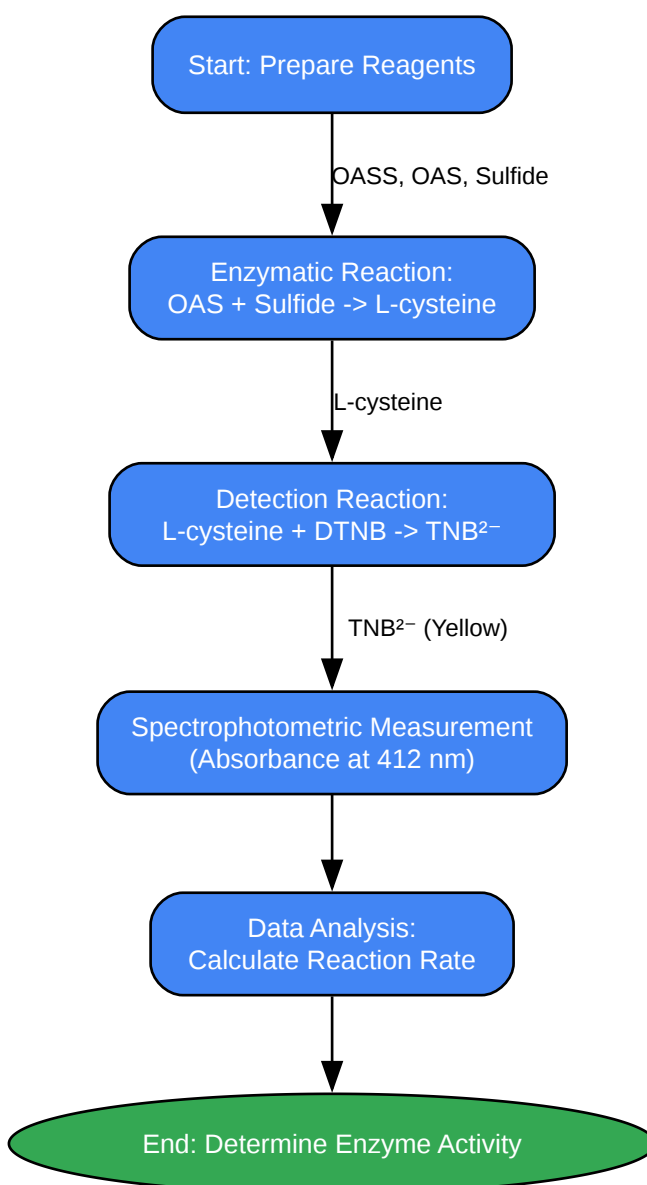 Start: Prepare Reagents
OASS, OAS, Sulfide
Enzymatic Reaction:
OAS + Sulfide -> L-cysteine
L-cysteine
Detection Reaction:
L-cysteine + DTNB -> TNB²⁻
TNB²⁻ (Yellow)
Spectrophotometric Measurement
(Absorbance at 412 nm)
Data Analysis:
Calculate Reaction Rate
End: Determine Enzyme Activity